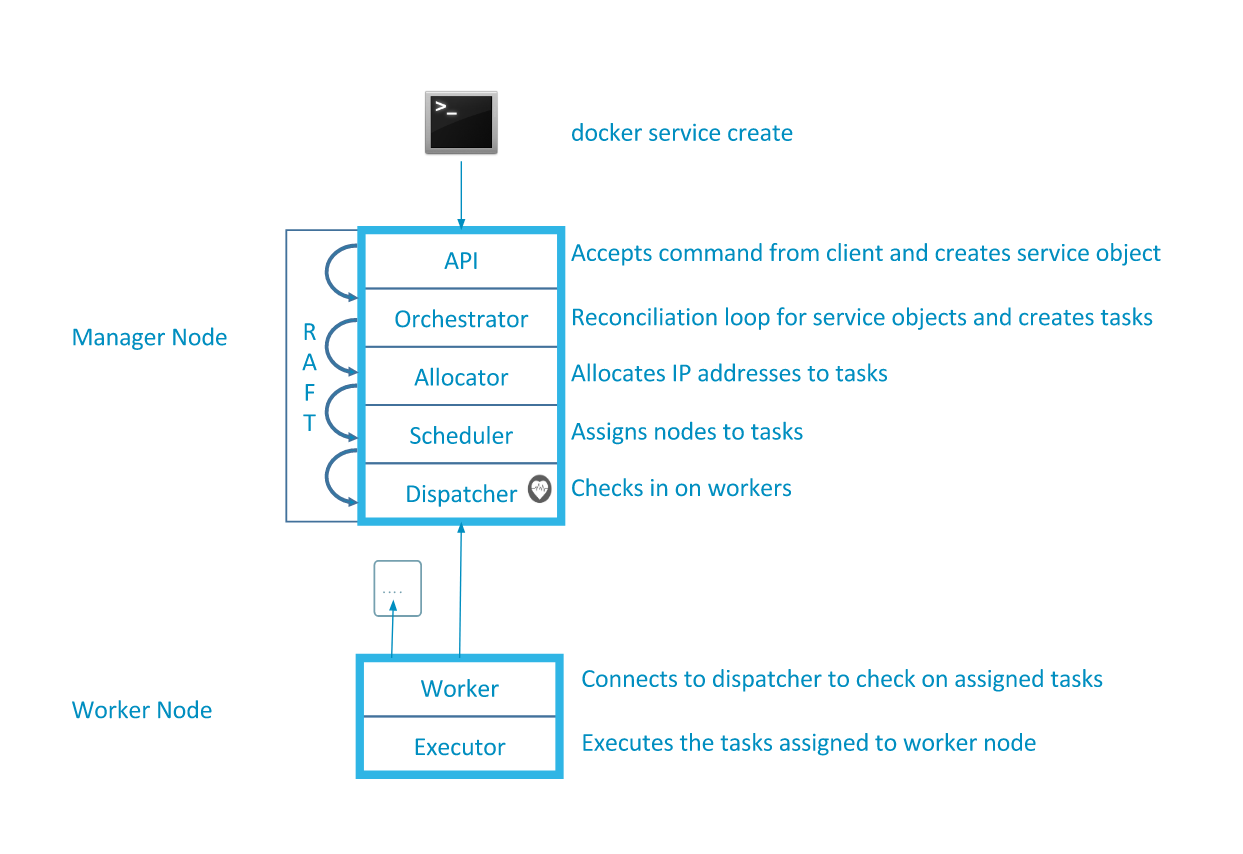 >_
docker service create
API
Accepts command from client and creates service object
Manager Node
R
A
F
T
Orchestrator
Reconciliation loop for service objects and creates tasks
Allocator
Allocates IP addresses to tasks
Scheduler
Assigns nodes to tasks
Dispatcher
Checks in on workers
....
Worker Node
Worker
Connects to dispatcher to check on assigned tasks
Executor
Executes the tasks assigned to worker node